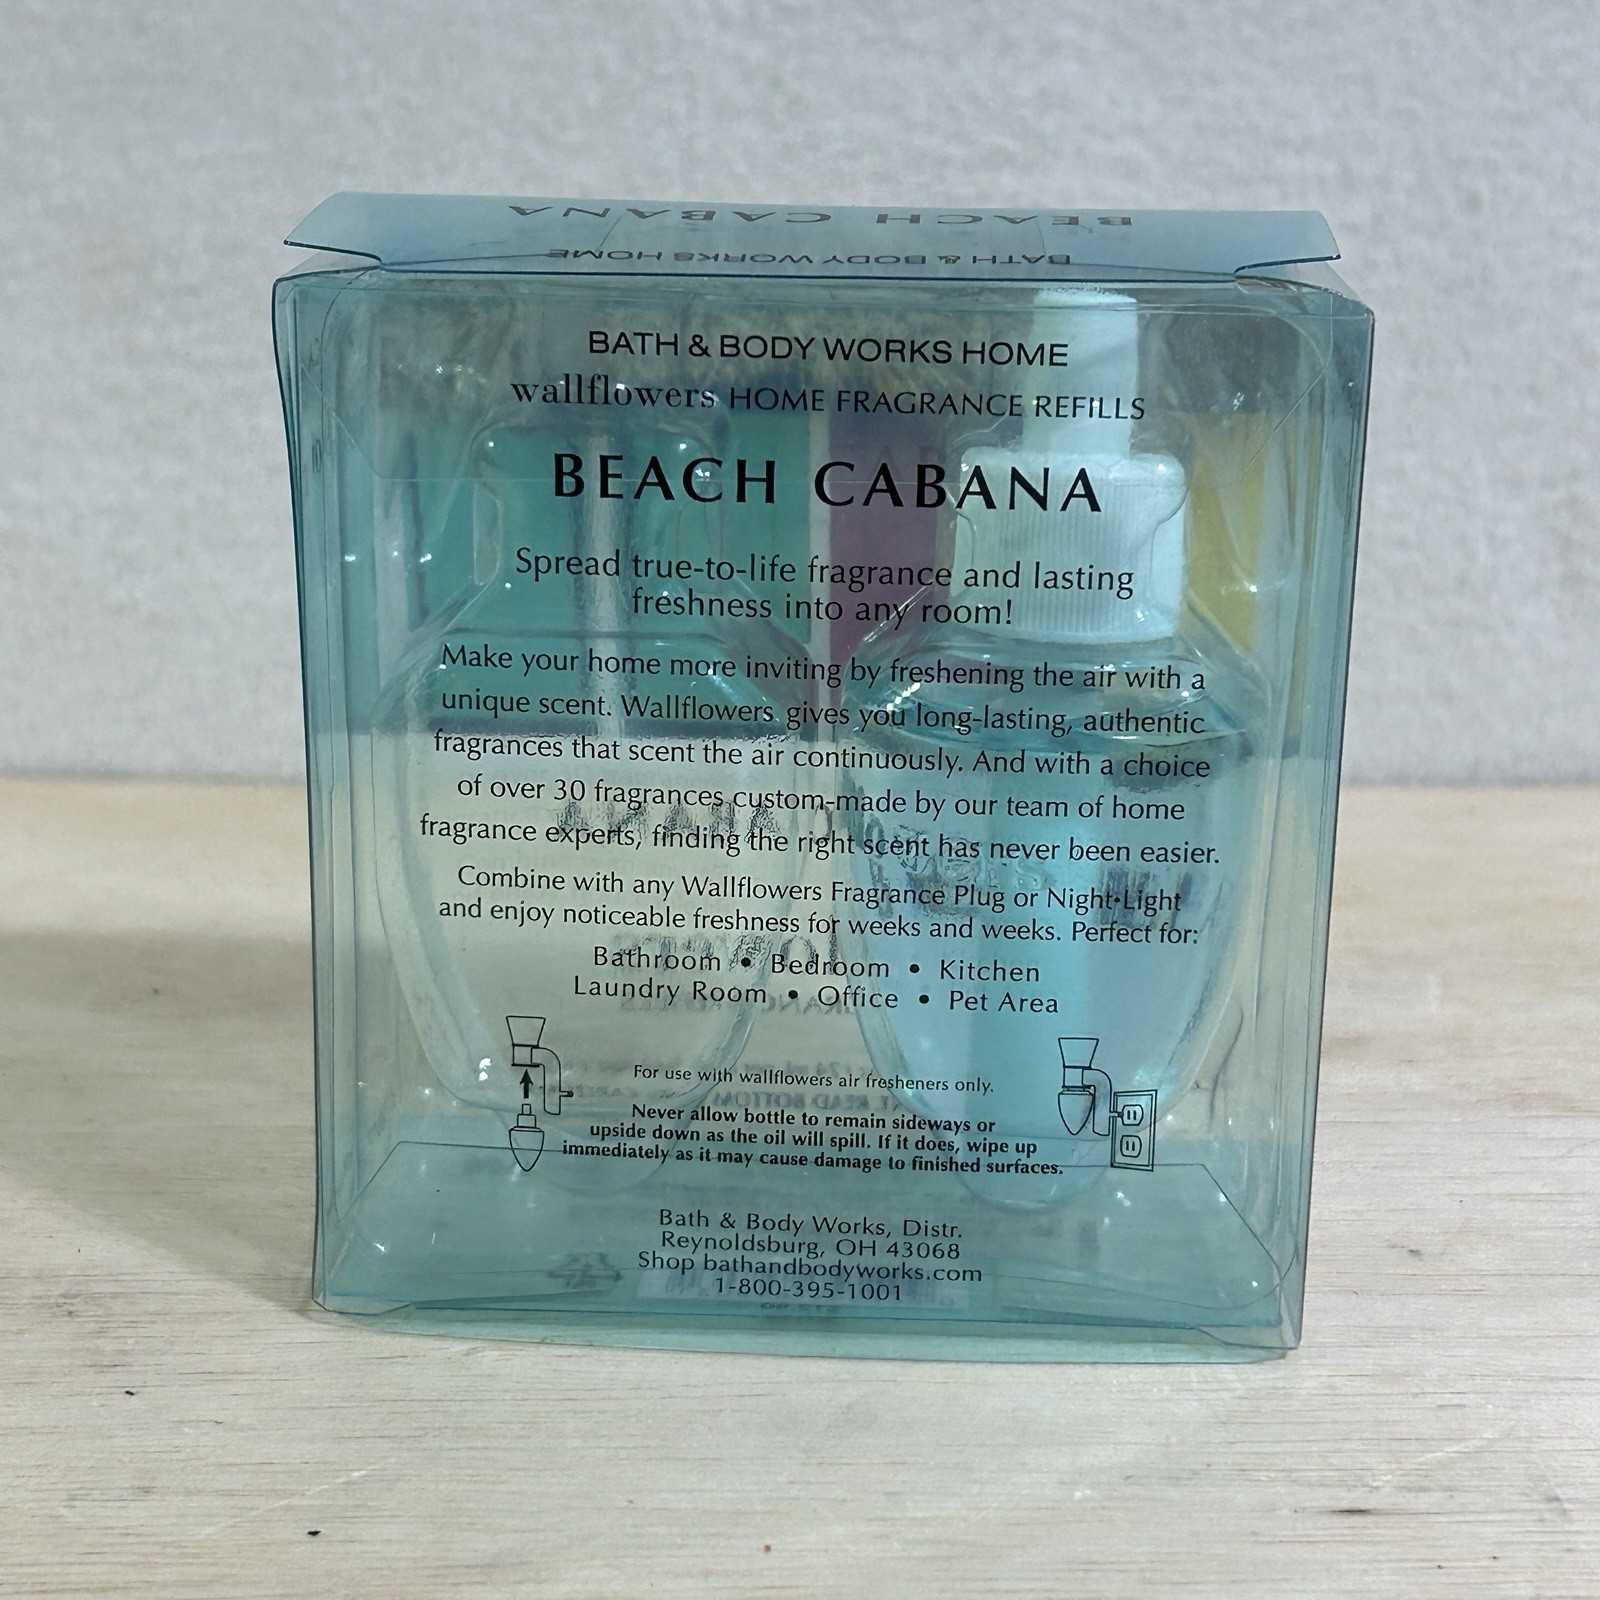 BEACH CABANA
BATH & BODY WORKS HOME
BATH & BODY WORKS HOME
wallflowers HOME FRAGRANCE REFILLS
BEACH CABANA
Spread true-to-life fragrance and lasting
freshness into any room!
Make your home more inviting by freshening the air with a
unique scent. Wallflowers gives you long-lasting, authentic
fragrances that scent the air continuously. And with a choice
of over 30 fragrances custom-made by our team of home
fragrance experts, finding the right scent has never been easier.
Combine with any Wallflowers Fragrance Plug or Night•Light
and enjoy noticeable freshness for weeks and weeks. Perfect for:
Bathroom • Bedroom • Kitchen
Laundry Room • Office • Pet Area
For use with wallflowers air fresheners only.
Never allow bottle to remain sideways or
upside down as the oil will spill. If it does, wipe up
immediately as it may cause damage to finished surfaces.
Bath & Body Works, Distr.
Reynoldsburg, OH 43068
Shop bathandbodyworks.com
1-800-395-1001